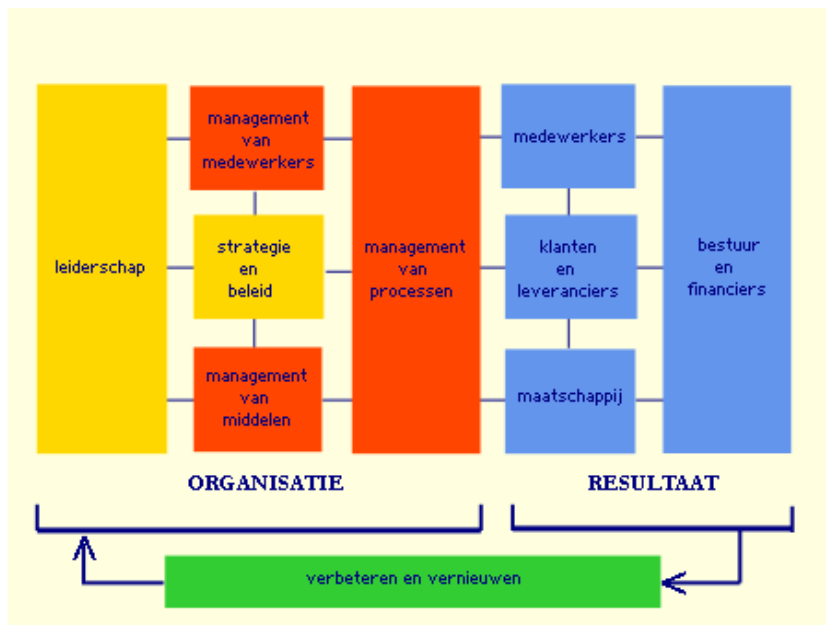 leiderschap
management
van
medewerkers
strategie
en
beleid
management
van
middelen
management
van
processen
medewerkers
klanten
en
leveranciers
maatschappij
bestuur
en
financiers
ORGANISATIE
RESULTAAT
verbeteren en vernieuwen